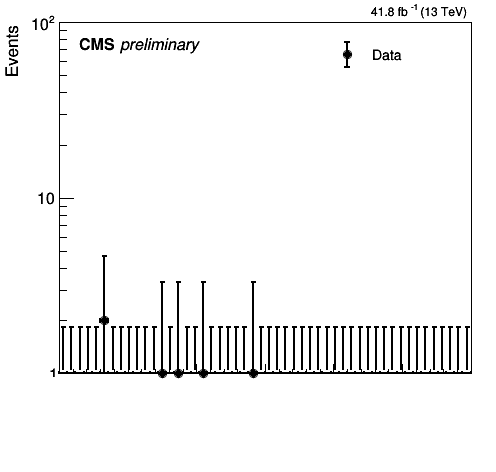 41.8 fb⁻¹ (13 TeV)
10²
Events
CMS preliminary
Data
10
1